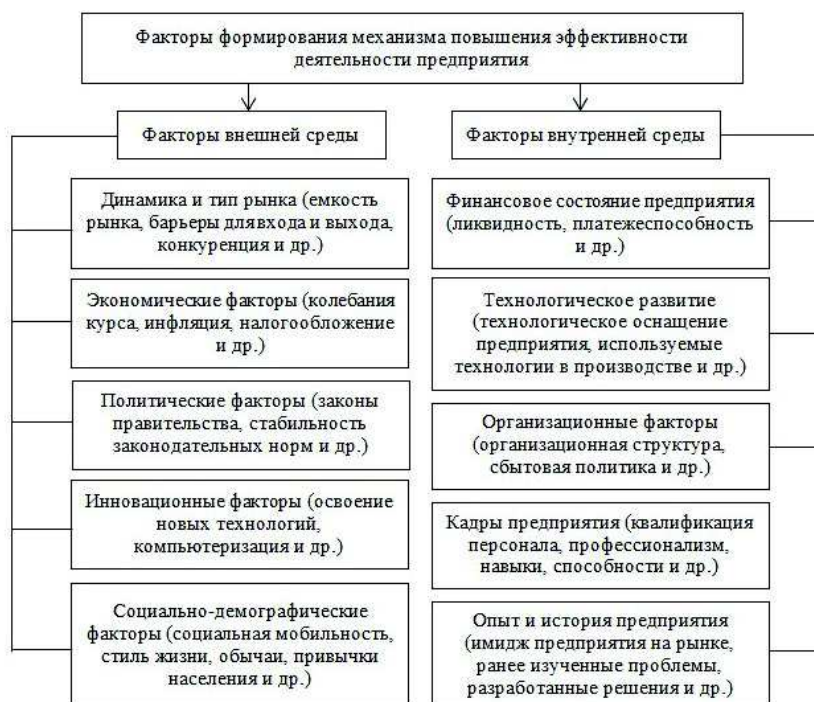 Факторы формирования механизма повышения эффективности
деятельности предприятия
Факторы внешней среды
Динамика и тип рынка (емкость
рынка, барьеры для входа и выхода,
конкуренция и др.)
Экономические факторы (колебания
курса, инфляция, налогообложение
и др.)
Политические факторы (законы
правительства, стабильность
законодательных норм и др.)
Инновационные факторы (освоение
новых технологий,
компьютеризация и др.)
Социально-демографические
факторы (социальная мобильность,
стиль жизни, обычаи, привычки
населения и др.)
Факторы внутренней среды
Финансовое состояние предприятия
(ликвидность, платежеспособность
и др.)
Технологическое развитие
(технологическое оснащение
предприятия, используемые
технологии в производстве и др.)
Организационные факторы
(организационная структура,
сбытовая политика и др.)
Кадры предприятия (квалификация
персонала, профессионализм,
навыки, способности и др.)
Опыт и история предприятия
(имидж предприятия на рынке,
ранее изученные проблемы,
разработанные решения и др.)